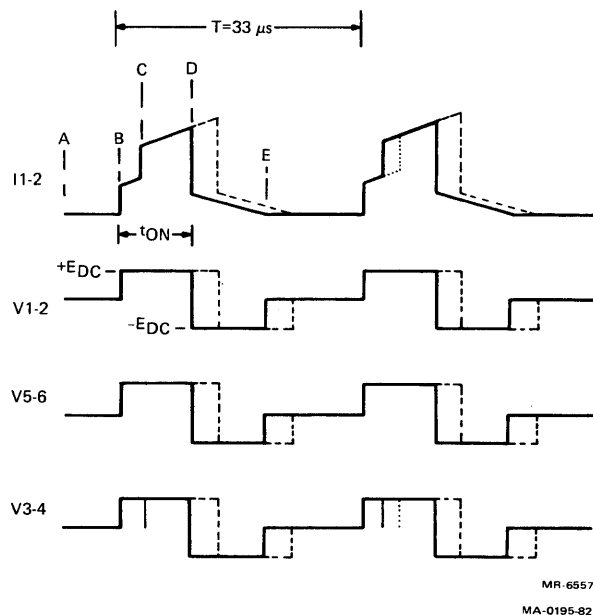 T=33 μs
C
D
A
B
E
I1-2
tON
+EDC
V1-2
−EDC
V5-6
V3-4
MR-6557
MA-0195-82